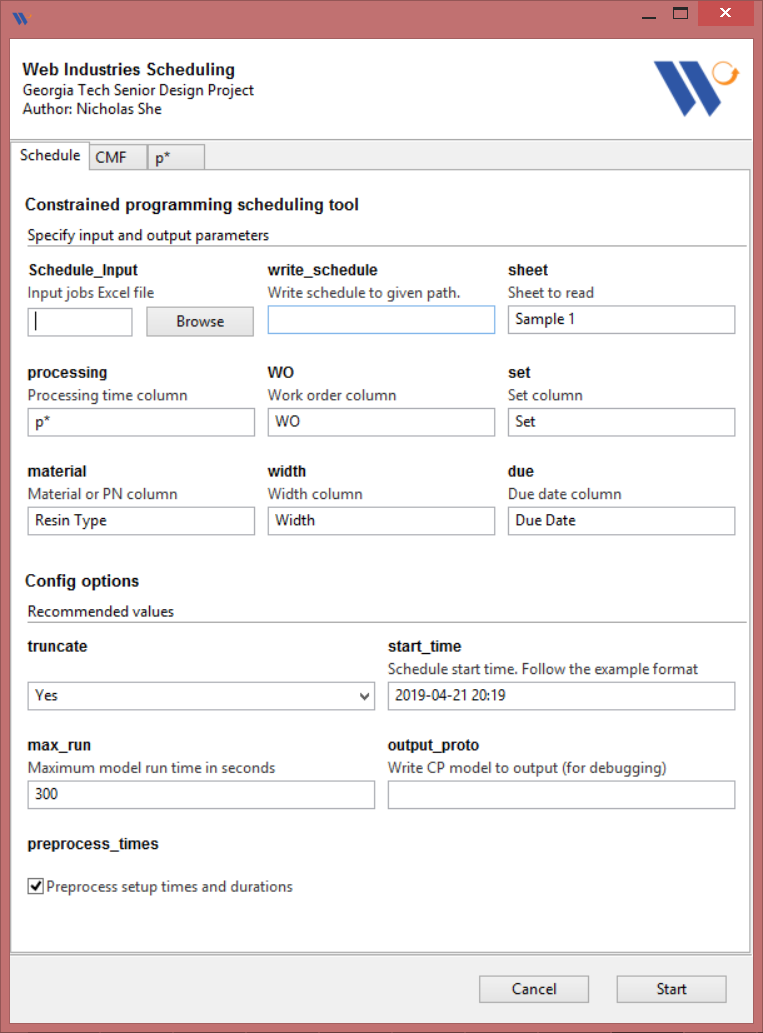 Web Industries Scheduling
Georgia Tech Senior Design Project
Author: Nicholas She
Schedule CMF p*
Constrained programming scheduling tool
Specify input and output parameters
Schedule_Input write_schedule sheet
Input jobs Excel file Write schedule to given path. Sheet to read
Browse Sample 1
processing WO set
Processing time column Work order column Set column
p* WO Set
material width due
Material or PN column Width column Due date column
Resin Type Width Due Date
Config options
Recommended values
truncate start_time
Schedule start time. Follow the example format
Yes 2019-04-21 20:19
max_run output_proto
Maximum model run time in seconds Write CP model to output (for debugging)
300
preprocess_times
Preprocess setup times and durations
Cancel Start